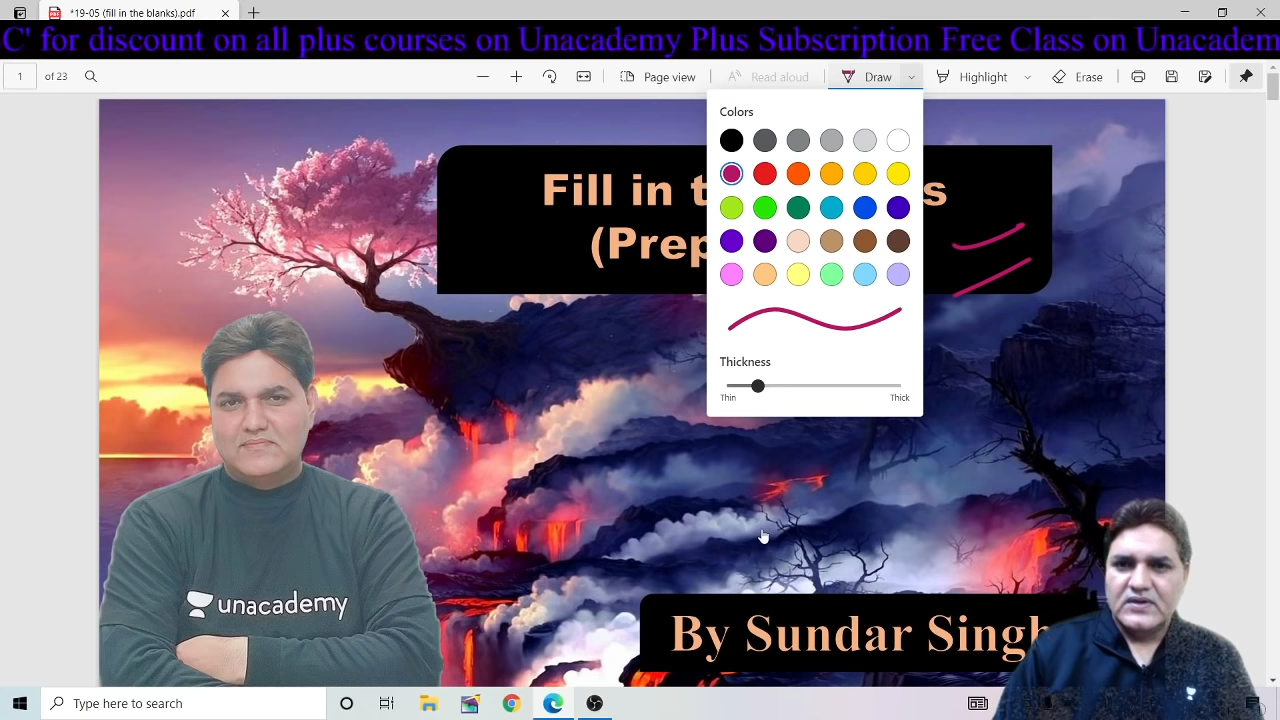 *19-05 (fill in the blanks).pdf
C' for discount on all plus courses on Unacademy Plus Subscription Free Class on Unacadem
1 of 23
Page view
Read aloud
Draw
Highlight
Erase
Colors
Fill in t s
(Prep
Thickness
Thin Thick
unacademy
By Sundar Singh
Type here to search